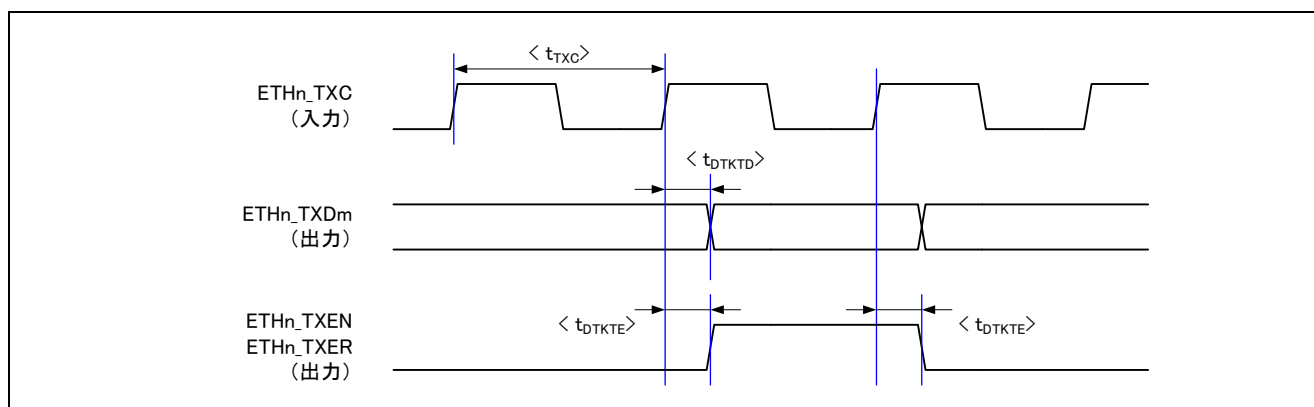 < tTXC>
ETHn_TXC
（入力）
< tDTKTD>
ETHn_TXDm
（出力）
< tDTKTE>
< tDTKTE>
ETHn_TXEN
ETHn_TXER
（出力）